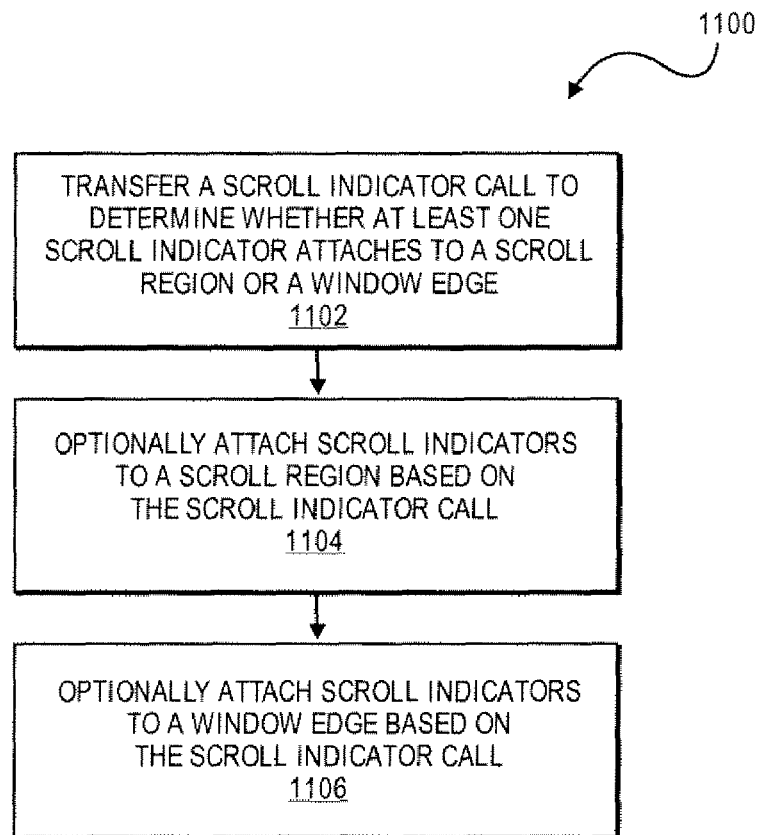 1100
TRANSFER A SCROLL INDICATOR CALL TO
DETERMINE WHETHER AT LEAST ONE
SCROLL INDICATOR ATTACHES TO A SCROLL
REGION OR A WINDOW EDGE
1102
OPTIONALLY ATTACH SCROLL INDICATORS
TO A SCROLL REGION BASED ON
THE SCROLL INDICATOR CALL
1104
OPTIONALLY ATTACH SCROLL INDICATORS
TO A WINDOW EDGE BASED ON
THE SCROLL INDICATOR CALL
1106